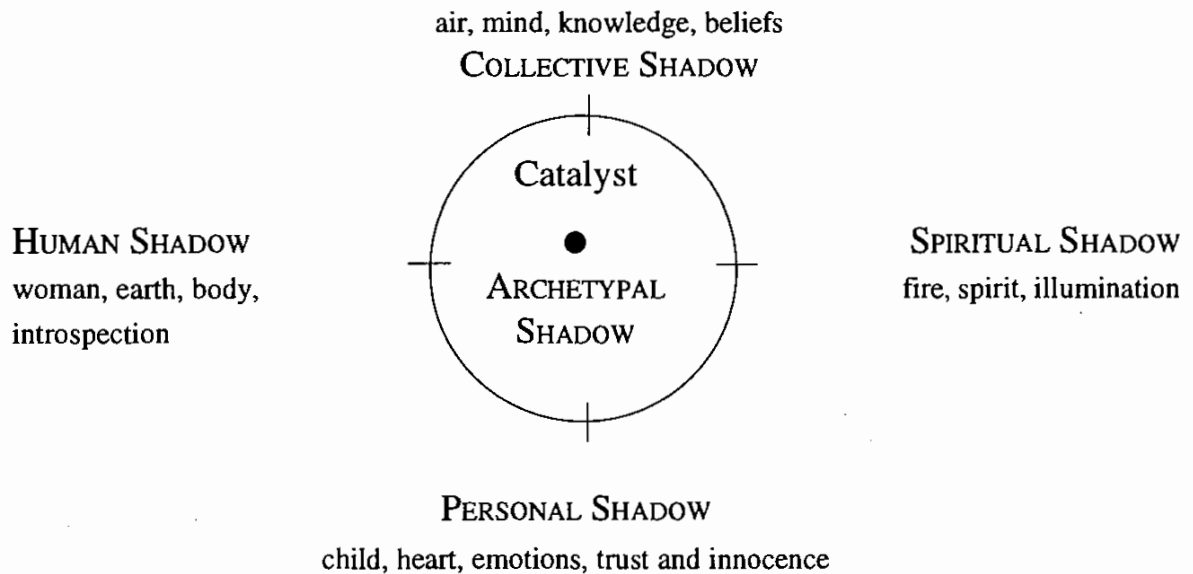 air, mind, knowledge, beliefs
COLLECTIVE SHADOW
Catalyst
HUMAN SHADOW
woman, earth, body,
introspection
SPIRITUAL SHADOW
fire, spirit, illumination
ARCHETYPAL
SHADOW
PERSONAL SHADOW
child, heart, emotions, trust and innocence